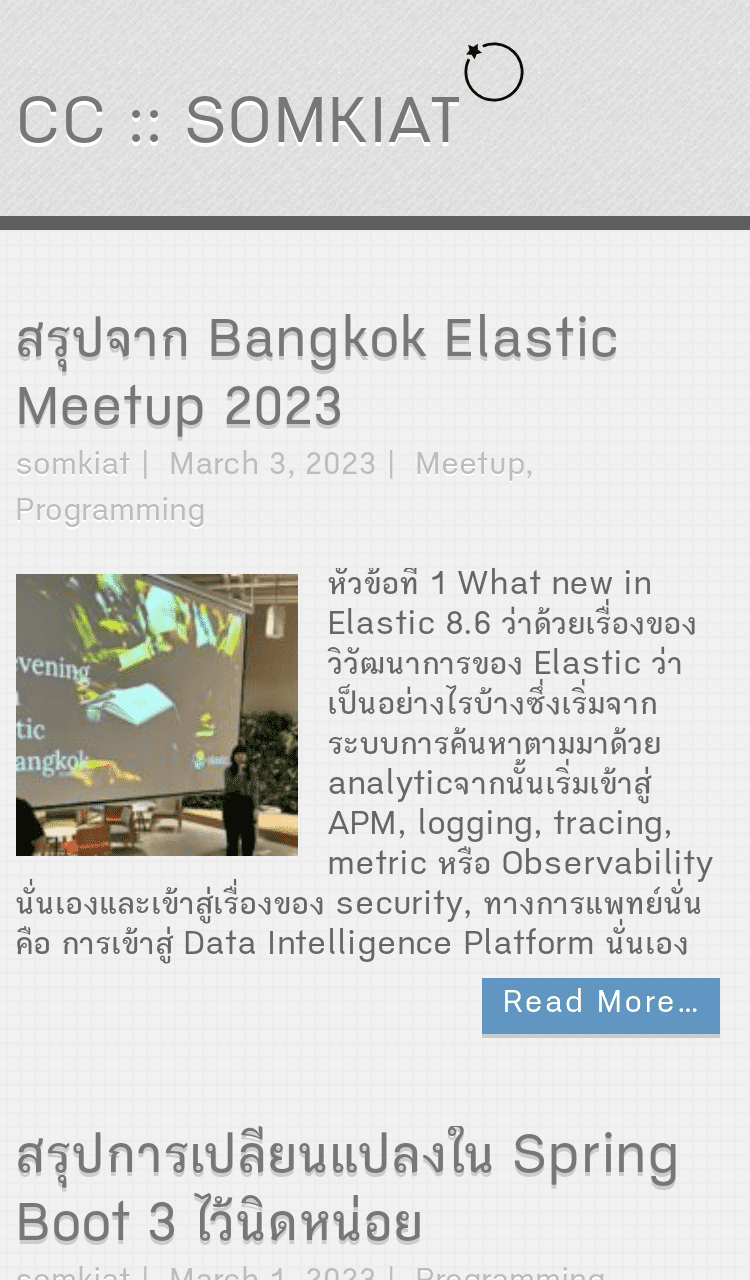 CC :: SOMKIAT
สรุปจาก Bangkok Elastic
Meetup 2023
somkiat | March 3, 2023 | Meetup,
Programming
evening
tic
angkok
หัวข้อที่ 1 What new in
Elastic 8.6 ว่าด้วยเรื่องของ
วิวัฒนาการของ Elastic ว่า
เป็นอย่างไรบ้างซึ่งเริ่มจาก
ระบบการค้นหาตามมาด้วย
analyticจากนั้นเริ่มเข้าสู่
APM, logging, tracing,
metric หรือ Observability
นั่นเองและเข้าสู่เรื่องของ security, ทางการแพทย์นั่น
คือ การเข้าสู่ Data Intelligence Platform นั่นเอง
Read More…
สรุปการเปลี่ยนแปลงใน Spring
Boot 3 ไว้นิดหน่อย
somkiat | March 1, 2023 | Programming